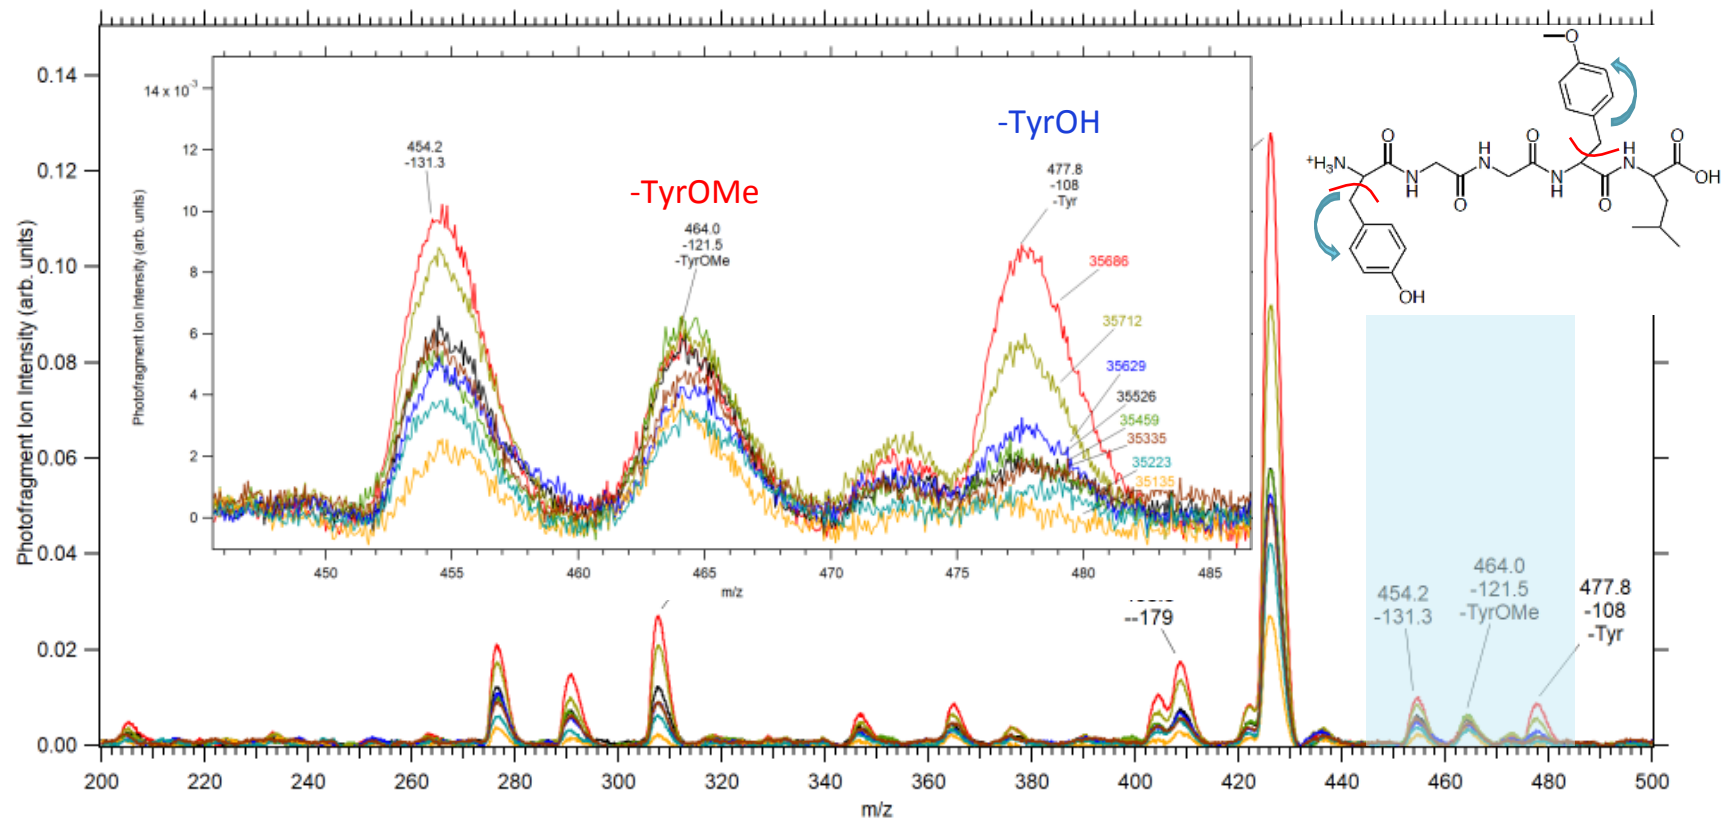 0.14
0.12
0.10
0.08
0.06
0.04
0.02
0.00
Photofragment Ion Intensity (arb. units)
200 220 240 260 280 300 320 340 360 380 400 420 440 460 480 500
m/z
14 x 10⁻³
12
10
8
6
4
2
0
Photofragment Ion Intensity (arb. units)
450 455 460 465 470 475 480 485
m/z
454.2
-131.3
-TyrOMe
464.0
-121.5
-TyrOMe
-TyrOH
477.8
-108
-Tyr
35686
35712
35629
35526
35459
35335
35223
35135
--179
454.2
-131.3
464.0
-121.5
-TyrOMe
477.8
-108
-Tyr
O
⁺H₃N
O
N
H
H
N
O
O
N
H
O
H
N
O
OH
OH